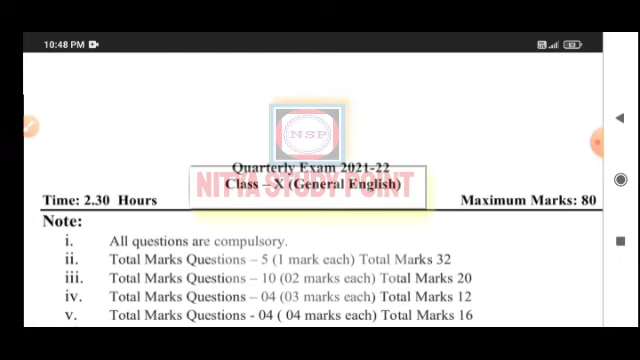 10:48 PM
NSP
Quarterly Exam 2021-22
NITYA STUDY POINT
Class – X (General English)
Time: 2.30 Hours Maximum Marks: 80
Note:
i. All questions are compulsory.
ii. Total Marks Questions – 5 (1 mark each) Total Marks 32
iii. Total Marks Questions – 10 (02 marks each) Total Marks 20
iv. Total Marks Questions – 04 (03 marks each) Total Marks 12
v. Total Marks Questions - 04 ( 04 marks each) Total Marks 16